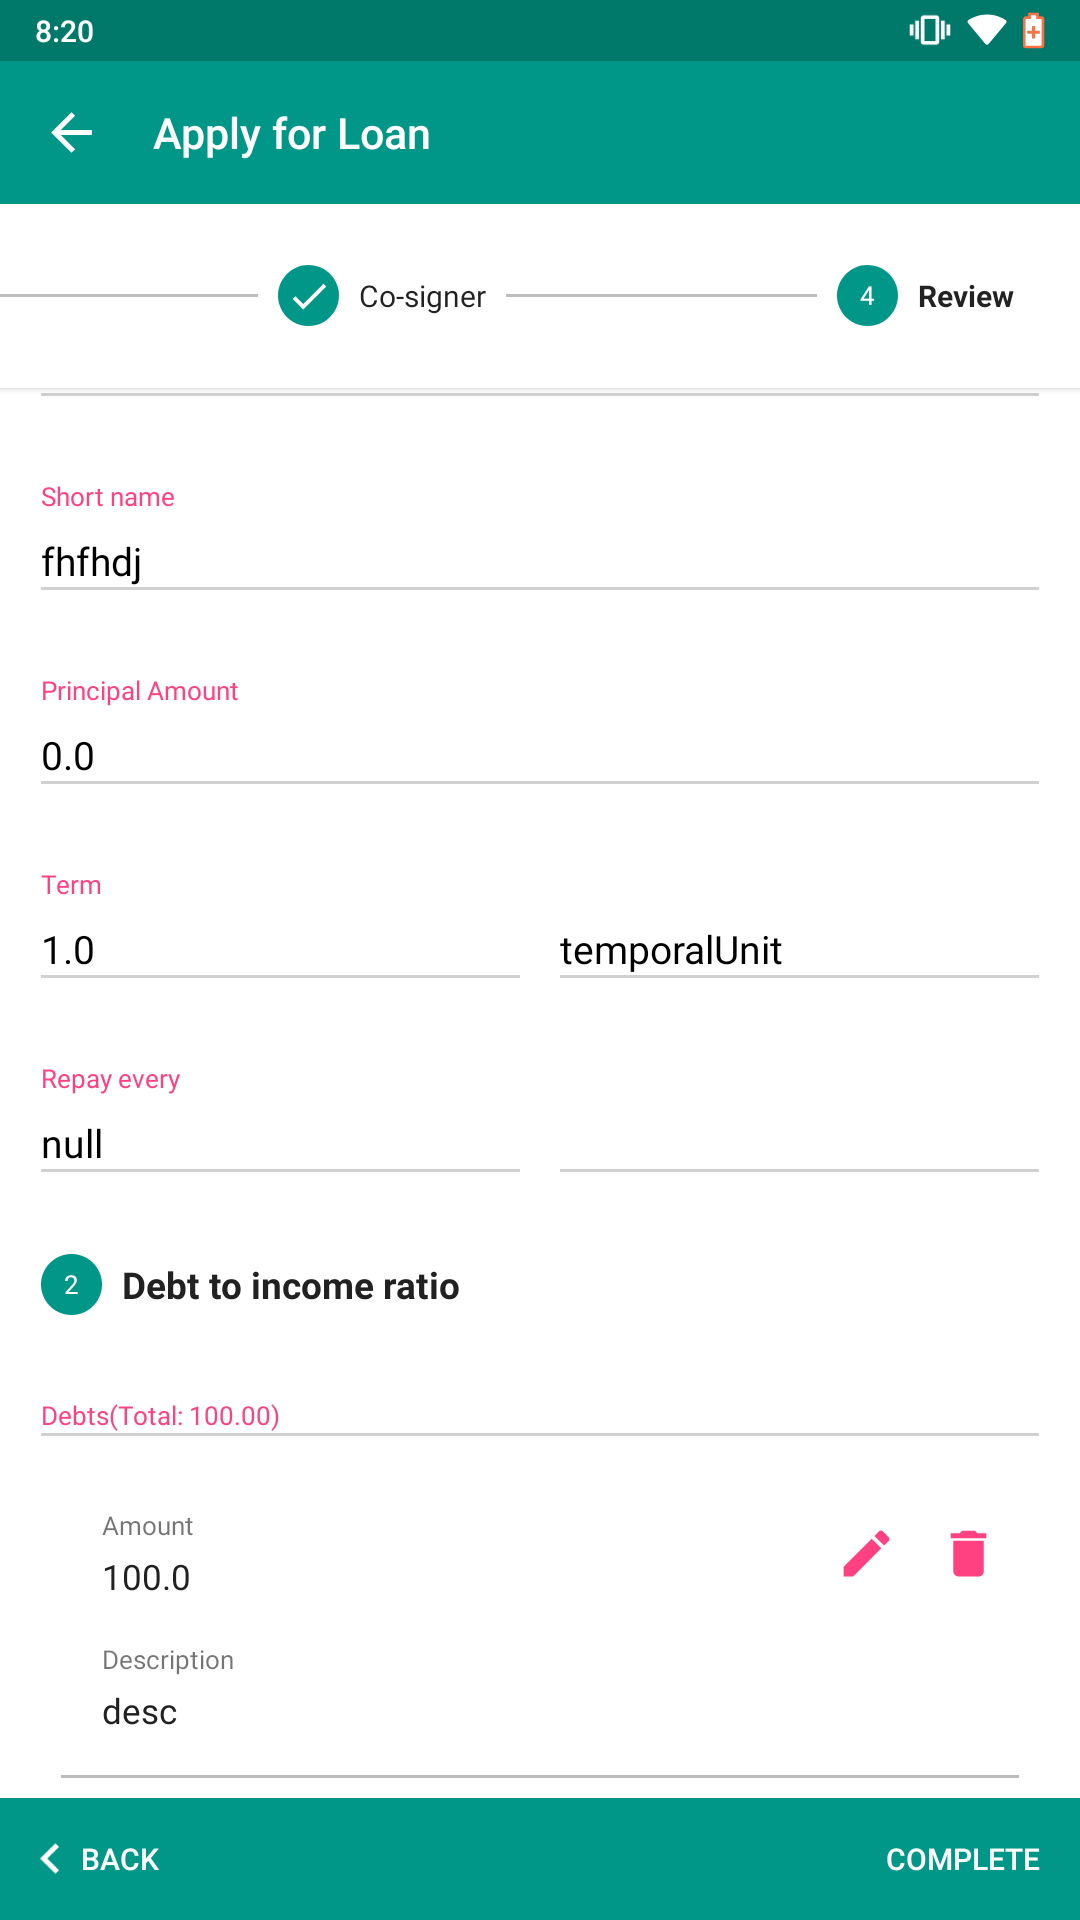 8:20
Apply for Loan
Co-signer
4 Review
Short name
fhfhdj
Principal Amount
0.0
Term
1.0 temporalUnit
Repay every
null
2 Debt to income ratio
Debts(Total: 100.00)
Amount
100.0
Description
desc
BACK COMPLETE